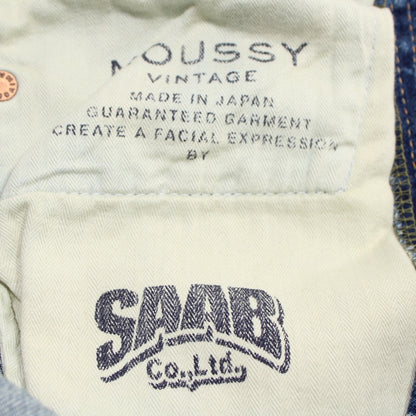 MOUSSY
VINTAGE
MADE IN JAPAN
GUARANTEED GARMENT
CREATE A FACIAL EXPRESSION
BY
SAAB
Co.,Ltd.